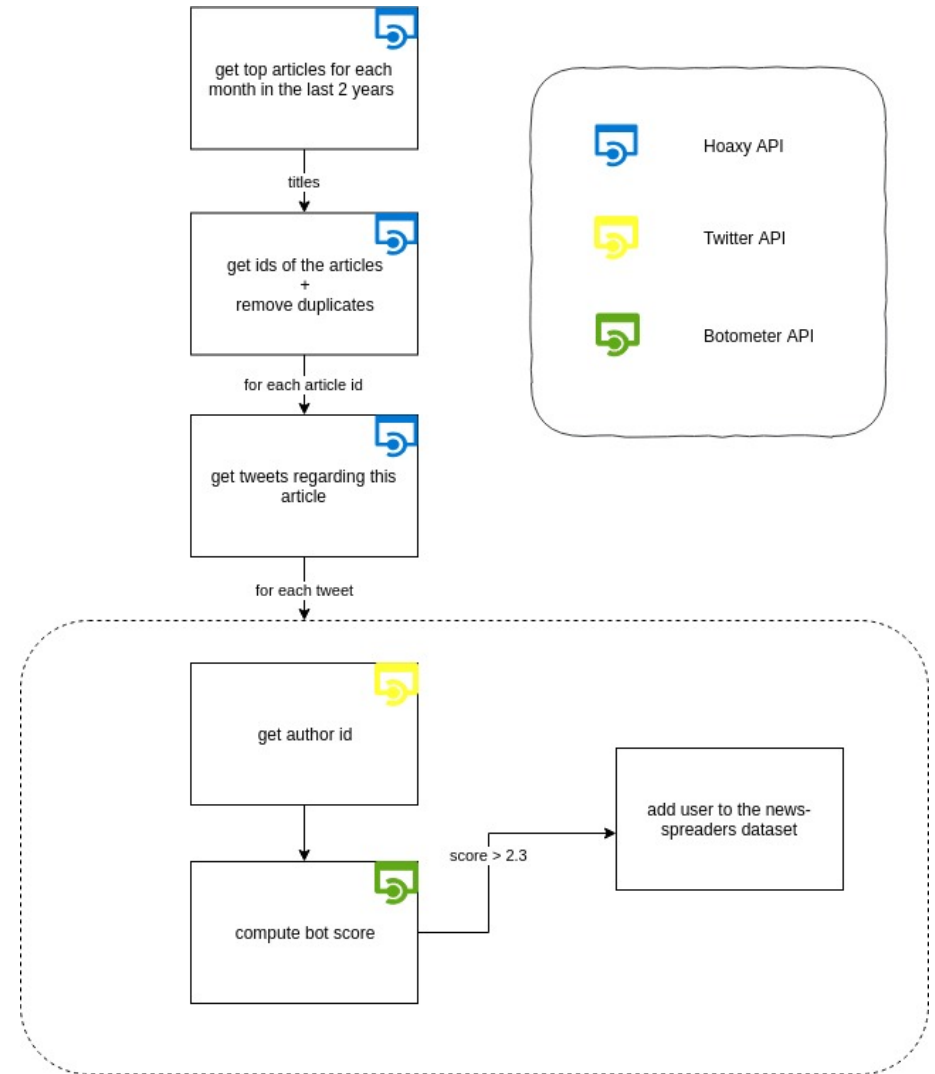 get top articles for each
month in the last 2 years
titles
get ids of the articles
+
remove duplicates
for each article id
get tweets regarding this
article
for each tweet
get author id
compute bot score
score > 2.3
add user to the news-
spreaders dataset
Hoaxy API
Twitter API
Botometer API